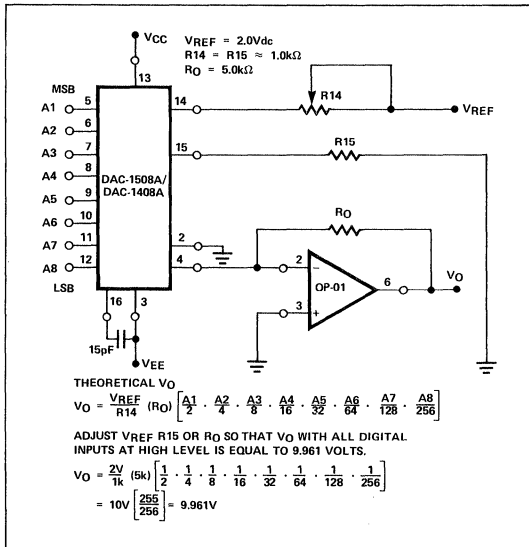 VCC
VREF = 2.0Vdc
R14 = R15 ≈ 1.0kΩ
RO = 5.0kΩ
13
MSB
A1 5
A2 6
A3 7
A4 8
A5 9
A6 10
A7 11
A8 12
LSB
DAC-1508A/
DAC-1408A
14
R14
VREF
15
R15
2
4
RO
2
−
OP-01
6
VO
3
+
16
3
15pF
VEE
THEORETICAL VO
VO = VREF/R14 (RO) [A1/2 · A2/4 · A3/8 · A4/16 · A5/32 · A6/64 · A7/128 · A8/256]
ADJUST VREF R15 OR RO SO THAT VO WITH ALL DIGITAL
INPUTS AT HIGH LEVEL IS EQUAL TO 9.961 VOLTS.
VO = 2V/1k (5k) [1/2 · 1/4 · 1/8 · 1/16 · 1/32 · 1/64 · 1/128 · 1/256]
= 10V [255/256] = 9.961V